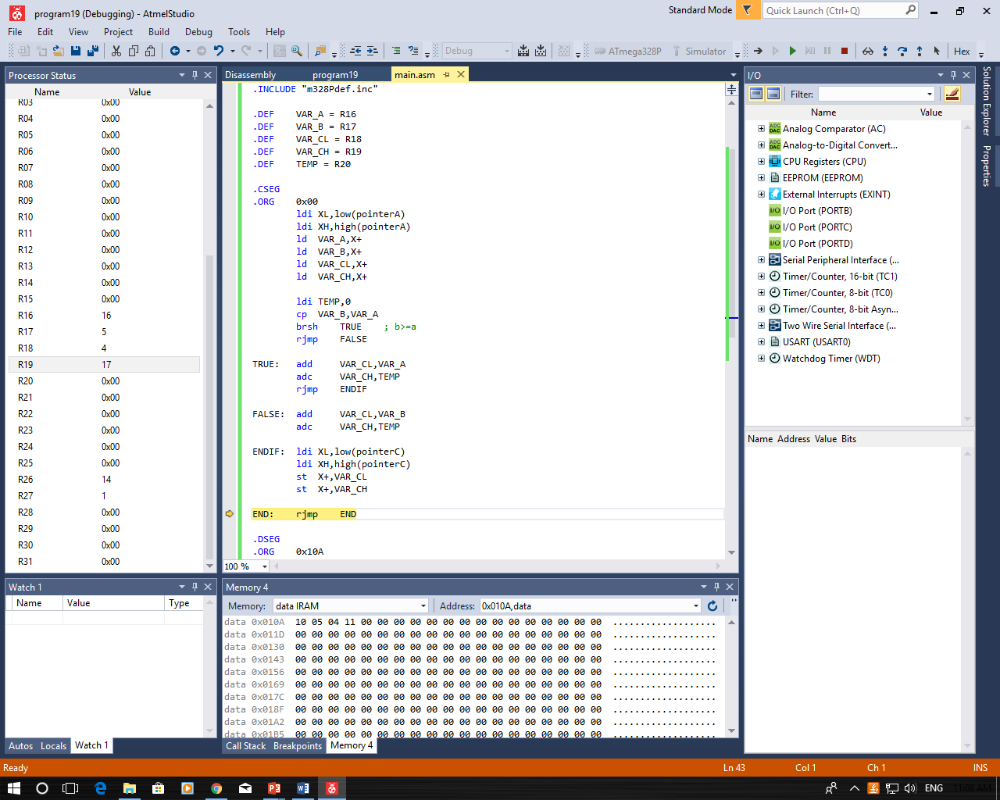 program19 (Debugging) - AtmelStudio
Standard Mode
Quick Launch (Ctrl+Q)
File Edit View Project Build Debug Tools Help
Debug
ATmega328P
Simulator
Hex
Processor Status
Name Value
R03 0x00
R04 0x00
R05 0x00
R06 0x00
R07 0x00
R08 0x00
R09 0x00
R10 0x00
R11 0x00
R12 0x00
R13 0x00
R14 0x00
R15 0x00
R16 16
R17 5
R18 4
R19 17
R20 0x00
R21 0x00
R22 0x00
R23 0x00
R24 0x00
R25 0x00
R26 14
R27 1
R28 0x00
R29 0x00
R30 0x00
R31 0x00
Disassembly program19 main.asm
.INCLUDE "m328Pdef.inc"
.DEF VAR_A = R16
.DEF VAR_B = R17
.DEF VAR_CL = R18
.DEF VAR_CH = R19
.DEF TEMP = R20
.CSEG
.ORG 0x00
ldi XL,low(pointerA)
ldi XH,high(pointerA)
ld VAR_A,X+
ld VAR_B,X+
ld VAR_CL,X+
ld VAR_CH,X+
ldi TEMP,0
cp VAR_B,VAR_A
brsh TRUE ; b>=a
rjmp FALSE
TRUE: add VAR_CL,VAR_A
adc VAR_CH,TEMP
rjmp ENDIF
FALSE: add VAR_CL,VAR_B
adc VAR_CH,TEMP
ENDIF: ldi XL,low(pointerC)
ldi XH,high(pointerC)
st X+,VAR_CL
st X+,VAR_CH
END: rjmp END
.DSEG
.ORG 0x10A
100 %
I/O
Filter:
Name Value
Analog Comparator (AC)
Analog-to-Digital Convert...
CPU Registers (CPU)
EEPROM (EEPROM)
External Interrupts (EXINT)
I/O Port (PORTB)
I/O Port (PORTC)
I/O Port (PORTD)
Serial Peripheral Interface (...
Timer/Counter, 16-bit (TC1)
Timer/Counter, 8-bit (TC0)
Timer/Counter, 8-bit Asyn...
Two Wire Serial Interface (...
USART (USART0)
Watchdog Timer (WDT)
Name Address Value Bits
Solution Explorer
Properties
Watch 1
Name Value Type
Autos Locals Watch 1
Memory 4
Memory: data IRAM Address: 0x010A,data
data 0x010A 10 05 04 11 00 00 00 00 00 00 00 00 00 00 00 00 00 00 00 ...................
data 0x011D 00 00 00 00 00 00 00 00 00 00 00 00 00 00 00 00 00 00 00 ...................
data 0x0130 00 00 00 00 00 00 00 00 00 00 00 00 00 00 00 00 00 00 00 ...................
data 0x0143 00 00 00 00 00 00 00 00 00 00 00 00 00 00 00 00 00 00 00 ...................
data 0x0156 00 00 00 00 00 00 00 00 00 00 00 00 00 00 00 00 00 00 00 ...................
data 0x0169 00 00 00 00 00 00 00 00 00 00 00 00 00 00 00 00 00 00 00 ...................
data 0x017C 00 00 00 00 00 00 00 00 00 00 00 00 00 00 00 00 00 00 00 ...................
data 0x018F 00 00 00 00 00 00 00 00 00 00 00 00 00 00 00 00 00 00 00 ...................
data 0x01A2 00 00 00 00 00 00 00 00 00 00 00 00 00 00 00 00 00 00 00 ...................
data 0x01B5 00 00 00 00 00 00 00 00 00 00 00 00 00 00 00 00 00 00 00 ...................
Call Stack Breakpoints Memory 4
Ready Ln 43 Col 1 Ch 1 INS
ENG 11:08 AM